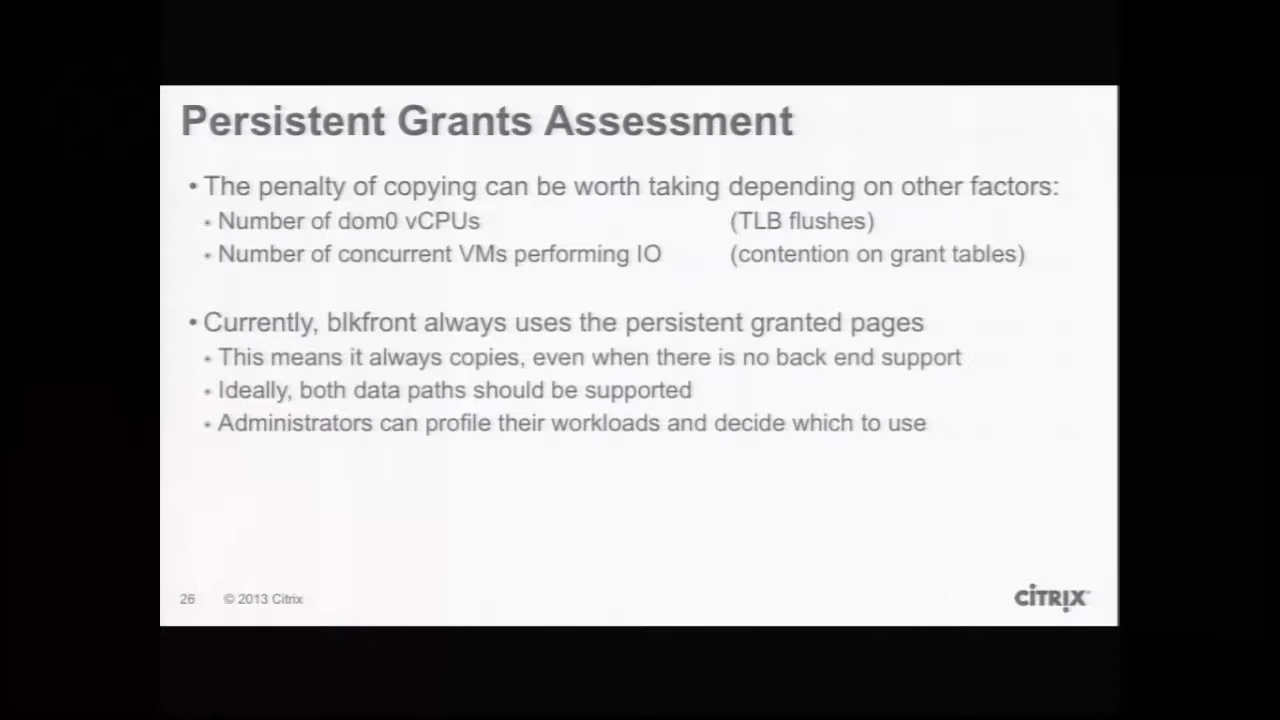 Persistent Grants Assessment
• The penalty of copying can be worth taking depending on other factors:
• Number of dom0 vCPUs (TLB flushes)
• Number of concurrent VMs performing IO (contention on grant tables)
• Currently, blkfront always uses the persistent granted pages
• This means it always copies, even when there is no back end support
• Ideally, both data paths should be supported
• Administrators can profile their workloads and decide which to use
26 © 2013 Citrix
CİTRIX